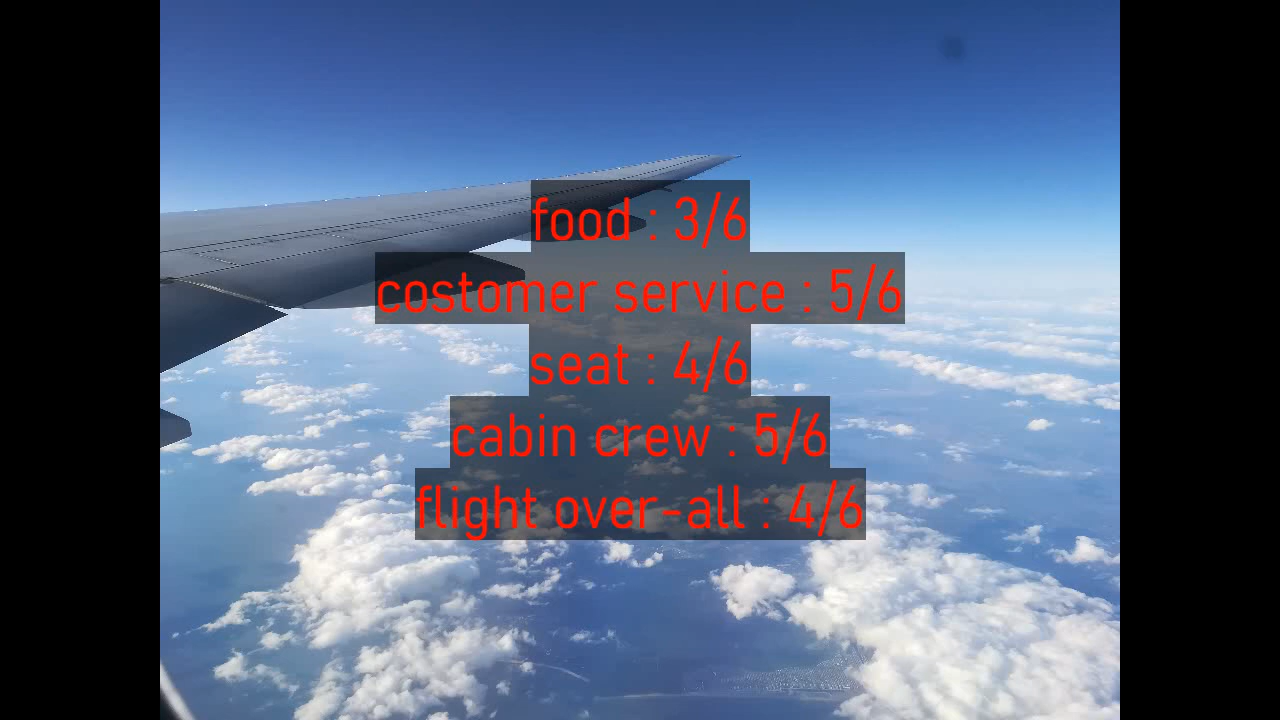 food : 3/6
costomer service : 5/6
seat : 4/6
cabin crew : 5/6
flight over-all : 4/6